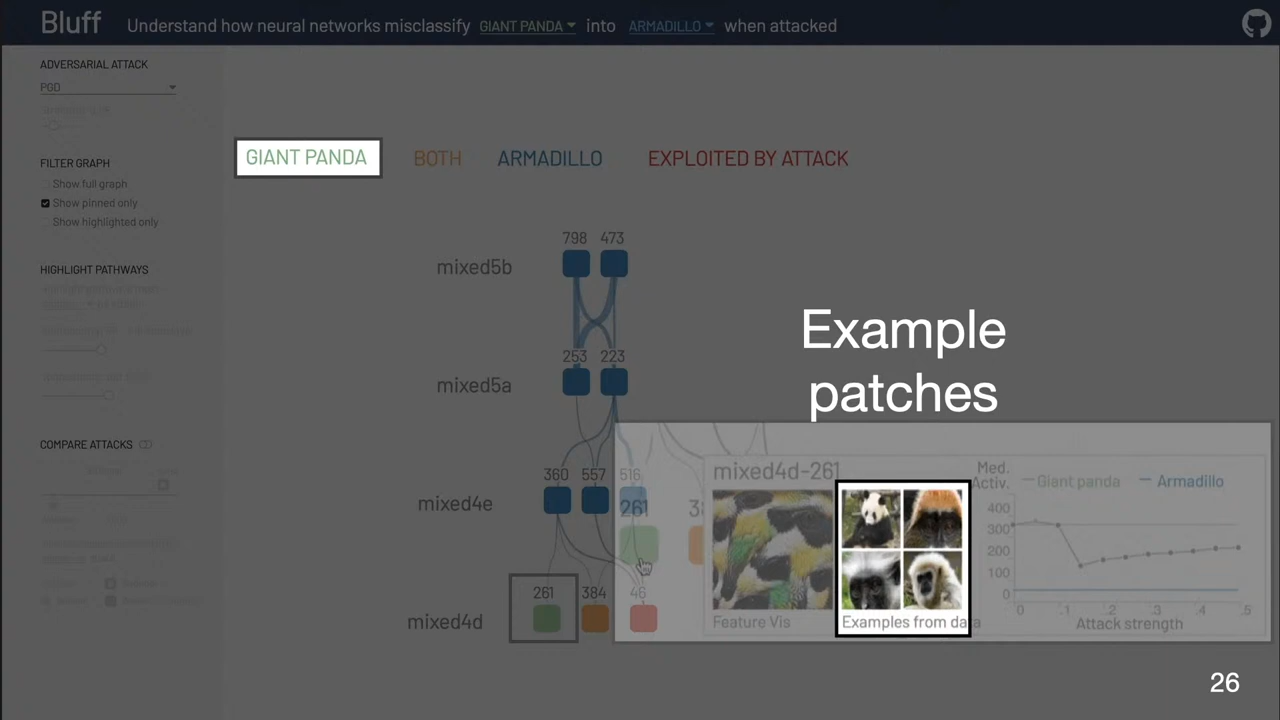 Bluff Understand how neural networks misclassify GIANT PANDA into ARMADILLO when attacked
ADVERSARIAL ATTACK
PGD
FILTER GRAPH
Show full graph
Show pinned only
Show highlighted only
HIGHLIGHT PATHWAYS
COMPARE ATTACKS
GIANT PANDA BOTH ARMADILLO EXPLOITED BY ATTACK
798 473
mixed5b
253 223
mixed5a
360 557 516
mixed4e
261 384 46
mixed4d
Example
patches
261
mixed4d-261
Feature Vis
Examples from data
Med.
Activ.
Giant panda Armadillo
400
300
200
100
0
0 .1 .2 .3 .4 .5
Attack strength
26